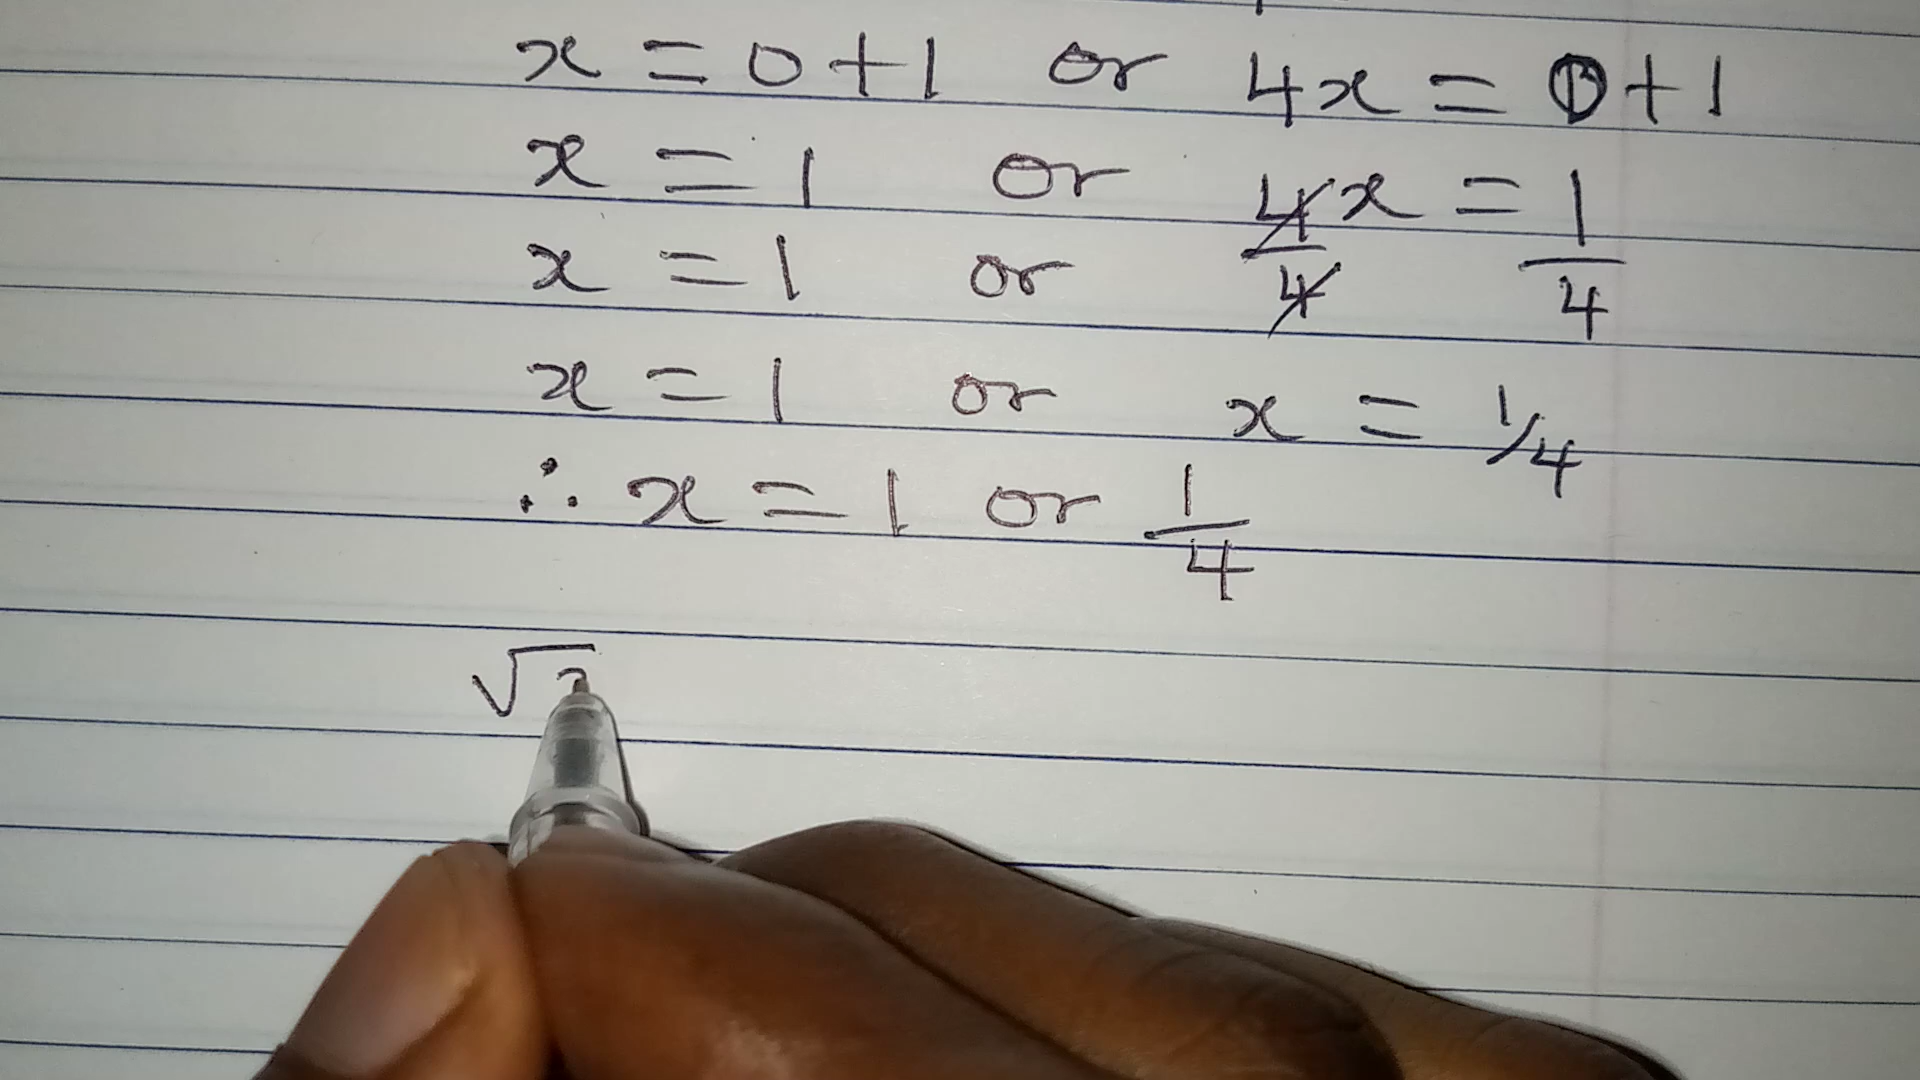 x = 0 + 1 or 4x = 0 + 1
x = 1 or 4x = 1
x = 1 or 4x/4 = 1/4
x = 1 or x = 1/4
∴ x = 1 or 1/4
√